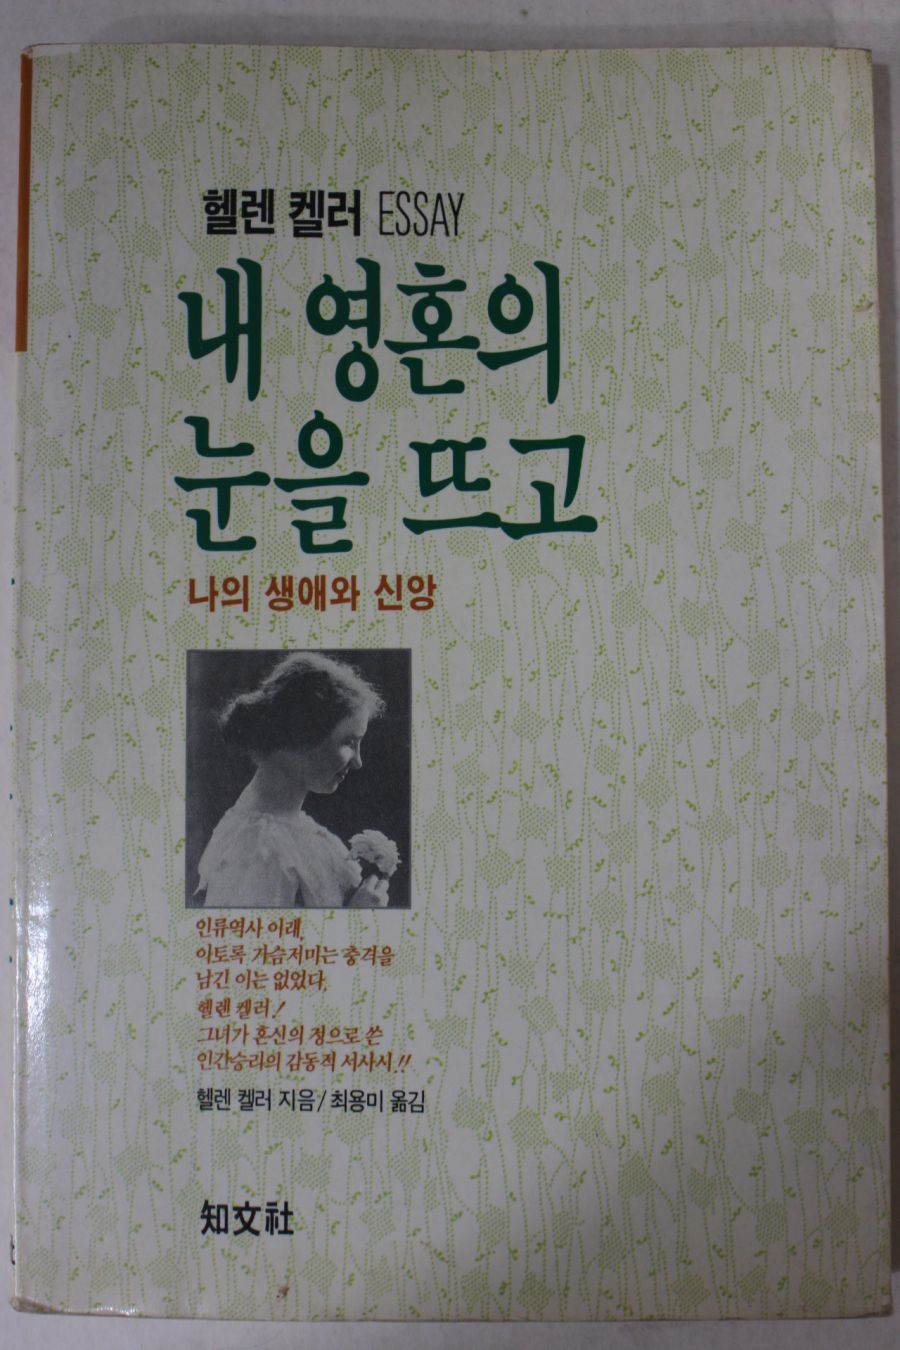 헬렌 켈러 ESSAY
내 영혼의
눈을 뜨고
나의 생애와 신앙
인류역사 이래,
이토록 가슴저미는 충격을
남긴 이는 없었다.
헬렌 켈러!
그녀가 혼신의 정으로 쓴
인간승리의 감동적 서사시!!
헬렌 켈러 지음/최용미 옮김
知文社